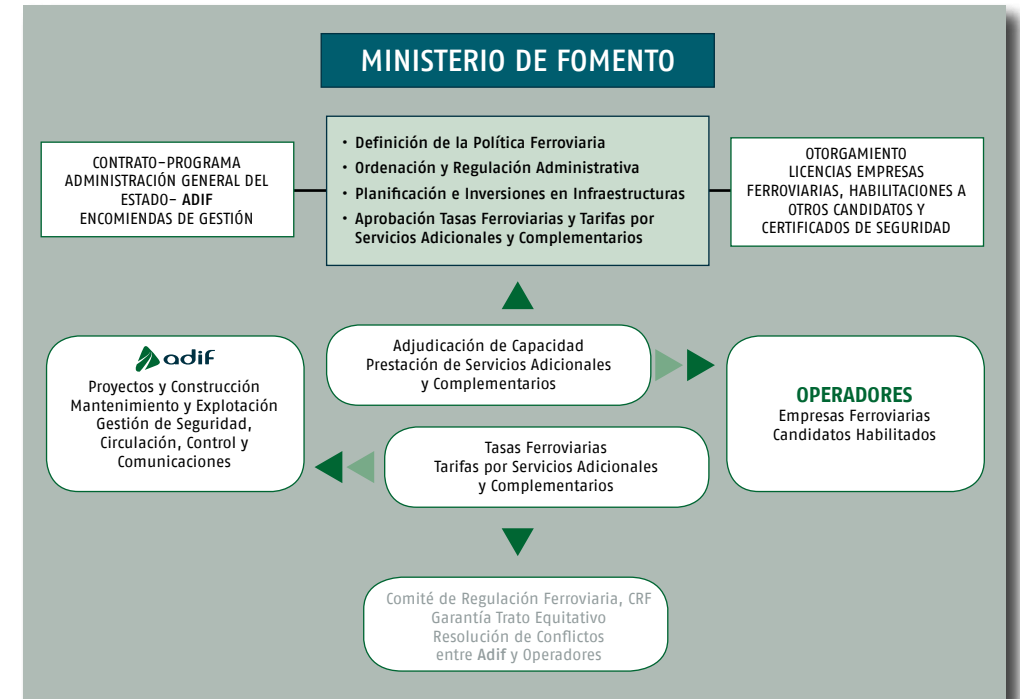 MINISTERIO DE FOMENTO
CONTRATO-PROGRAMA
ADMINISTRACIÓN GENERAL DEL
ESTADO- ADIF
ENCOMIENDAS DE GESTIÓN
• Definición de la Política Ferroviaria
• Ordenación y Regulación Administrativa
• Planificación e Inversiones en Infraestructuras
• Aprobación Tasas Ferroviarias y Tarifas por
Servicios Adicionales y Complementarios
OTORGAMIENTO
LICENCIAS EMPRESAS
FERROVIARIAS, HABILITACIONES A
OTROS CANDIDATOS Y
CERTIFICADOS DE SEGURIDAD
adif
Proyectos y Construcción
Mantenimiento y Explotación
Gestión de Seguridad,
Circulación, Control y
Comunicaciones
Adjudicación de Capacidad
Prestación de Servicios Adicionales
y Complementarios
Tasas Ferroviarias
Tarifas por Servicios Adicionales
y Complementarios
OPERADORES
Empresas Ferroviarias
Candidatos Habilitados
Comité de Regulación Ferroviaria, CRF
Garantía Trato Equitativo
Resolución de Conflictos
entre Adif y Operadores